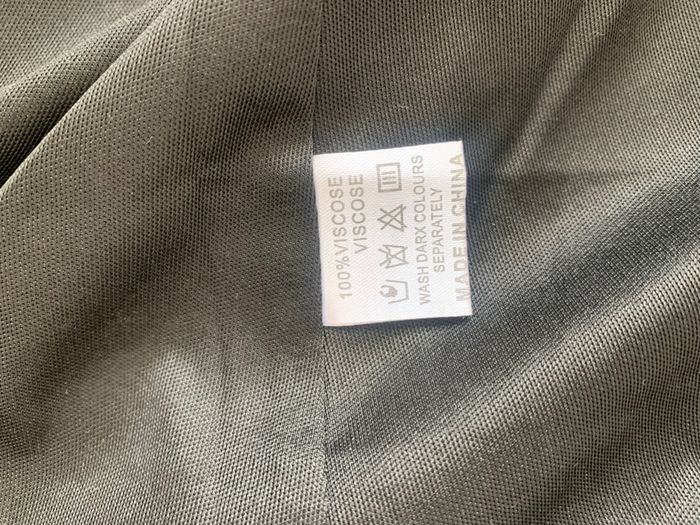 100%VISCOSE
VISCOSE
WASH DARX COLOURS
SEPARATELY
MADE IN CHINA